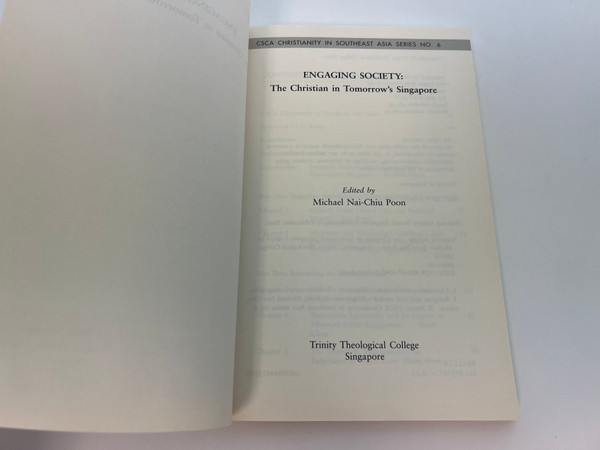 CSCA CHRISTIANITY IN SOUTHEAST ASIA SERIES NO. 6
ENGAGING SOCIETY:
The Christian in Tomorrow's Singapore
Edited by
Michael Nai-Chiu Poon
Trinity Theological College
Singapore